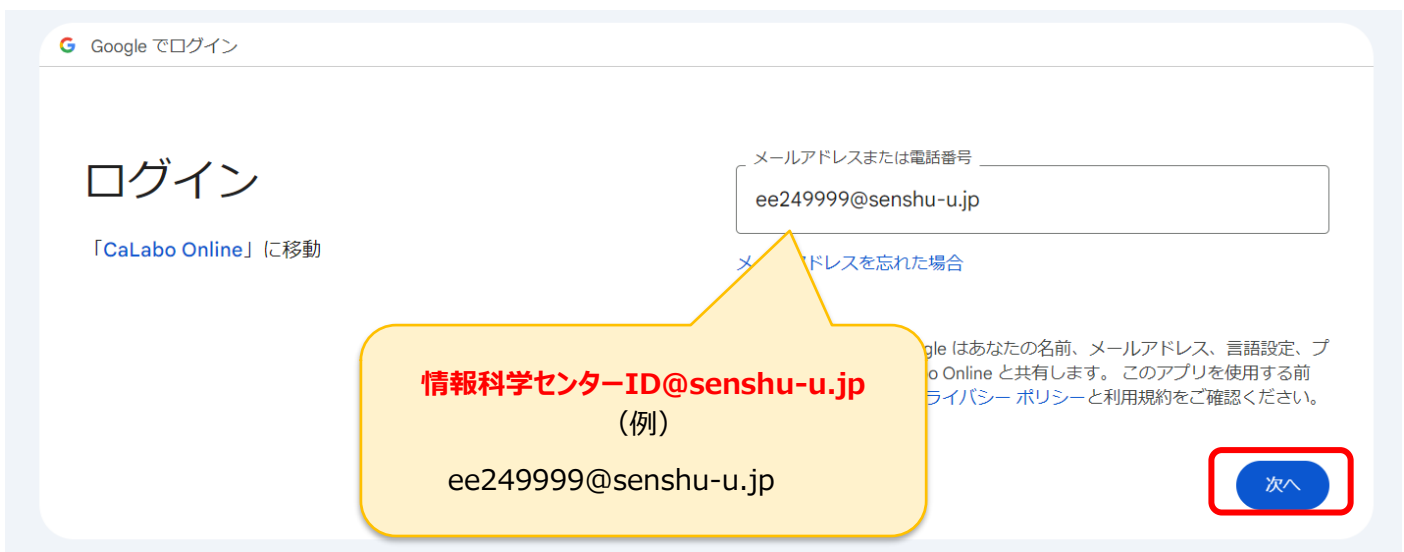 Google でログイン
ログイン
「CaLabo Online」に移動
メールアドレスまたは電話番号
ee249999@senshu-u.jp
メ ドレスを忘れた場合
gle はあなたの名前、メールアドレス、言語設定、プ
o Online と共有します。 このアプリを使用する前
ライバシー ポリシーと利用規約をご確認ください。
情報科学センターID@senshu-u.jp
（例）
ee249999@senshu-u.jp
次へ